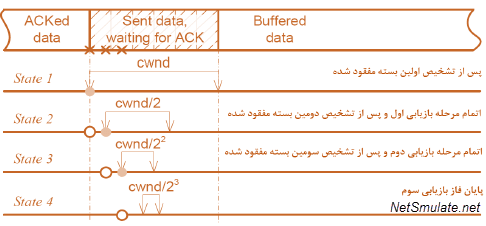 ACKed data
Sent data, waiting for ACK
Buffered data
cwnd
State 1
پس از تشخیص اولین بسته مفقود شده
cwnd/2
State 2
اتمام مرحله بازیابی اول و پس از تشخیص دومین بسته مفقود شده
cwnd/2²
State 3
اتمام مرحله بازیابی دوم و پس از تشخیص سومین بسته مفقود شده
cwnd/2³
State 4
پایان فاز بازیابی سوم
NetSmulate.net